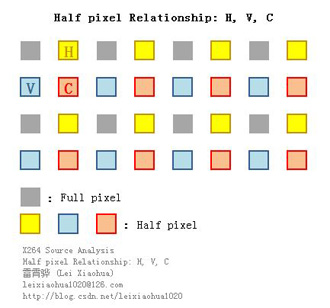 Half pixel Relationship: H, V, C
H
V C
: Full pixel
: Half pixel
X264 Source Analysis
Half pixel Relationship: H, V, C
雷霄骅 (Lei Xiaohua)
leixiaohua1020@126.com
http://blog.csdn.net/leixiaohua1020